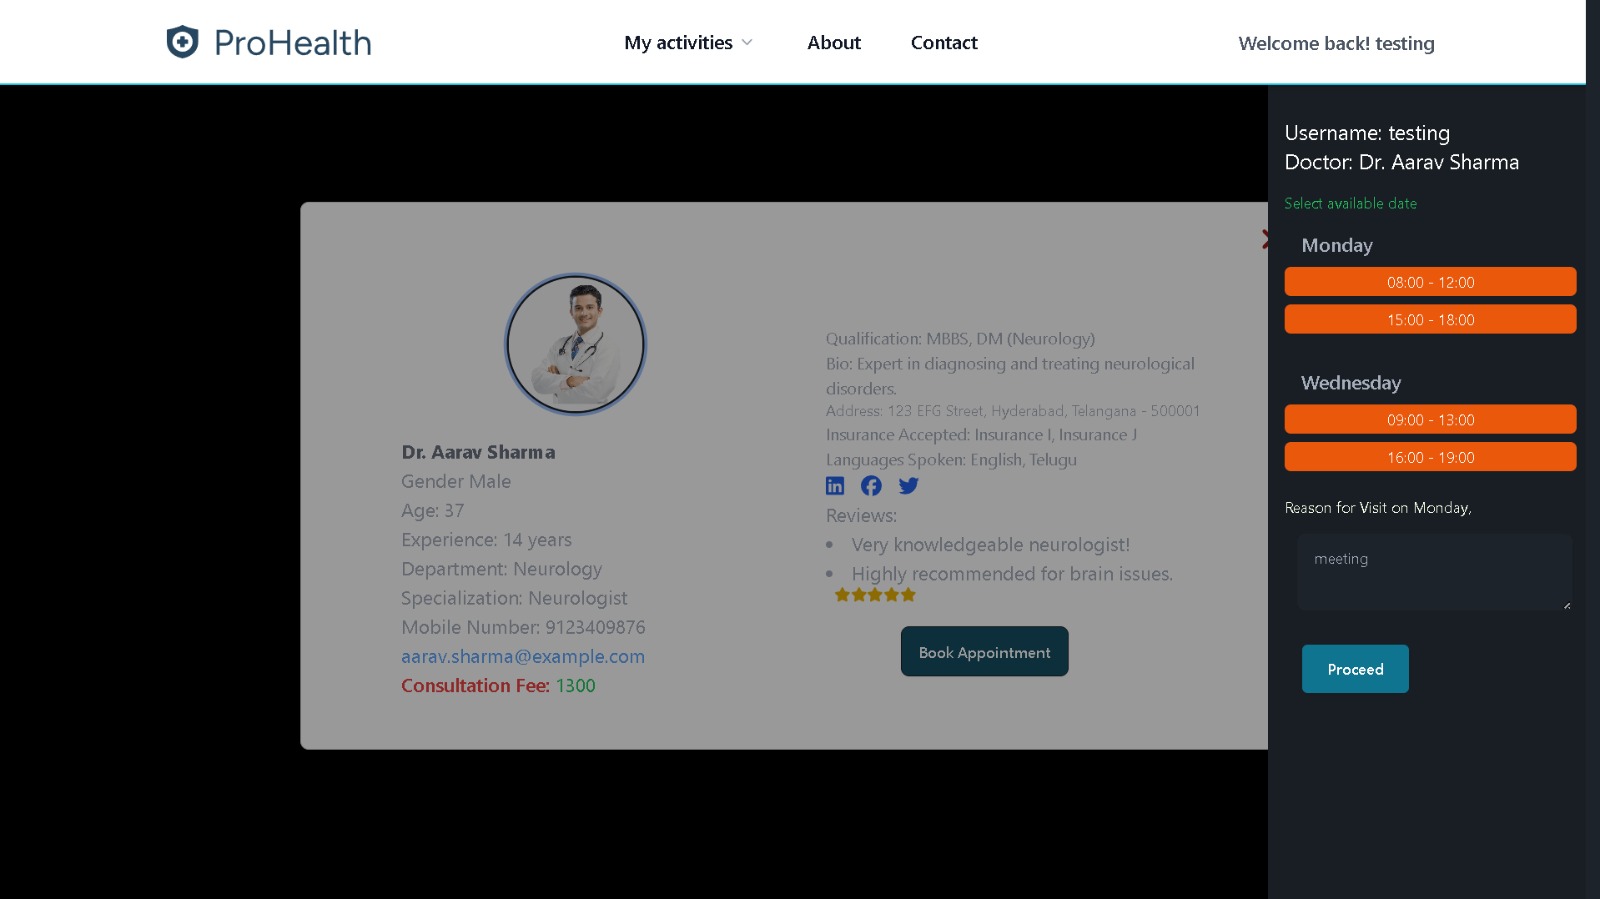 ProHealth
My activities
About
Contact
Welcome back! testing
Dr. Aarav Sharma
Gender Male
Age: 37
Experience: 14 years
Department: Neurology
Specialization: Neurologist
Mobile Number: 9123409876
aarav.sharma@example.com
Consultation Fee: 1300
Qualification: MBBS, DM (Neurology)
Bio: Expert in diagnosing and treating neurological
disorders.
Address: 123 EFG Street, Hyderabad, Telangana - 500001
Insurance Accepted: Insurance I, Insurance J
Languages Spoken: English, Telugu
Reviews:
• Very knowledgeable neurologist!
• Highly recommended for brain issues.
Book Appointment
Username: testing
Doctor: Dr. Aarav Sharma
Select available date
Monday
08:00 - 12:00
15:00 - 18:00
Wednesday
09:00 - 13:00
16:00 - 19:00
Reason for Visit on Monday,
meeting
Proceed